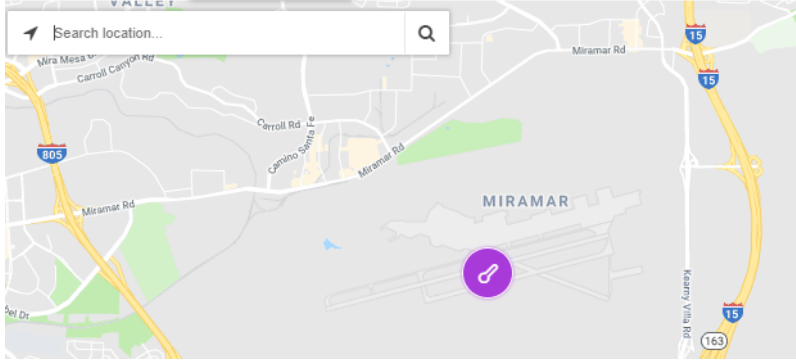 VALLEY
Search location...
15
Miramar Rd
Mira Mesa
Carroll Canyon Rd
15
Carroll Rd
Camino Santa Fe
805
Miramar Rd
MIRAMAR
Miramar Rd
Kearny Villa Rd
15
Dr
163